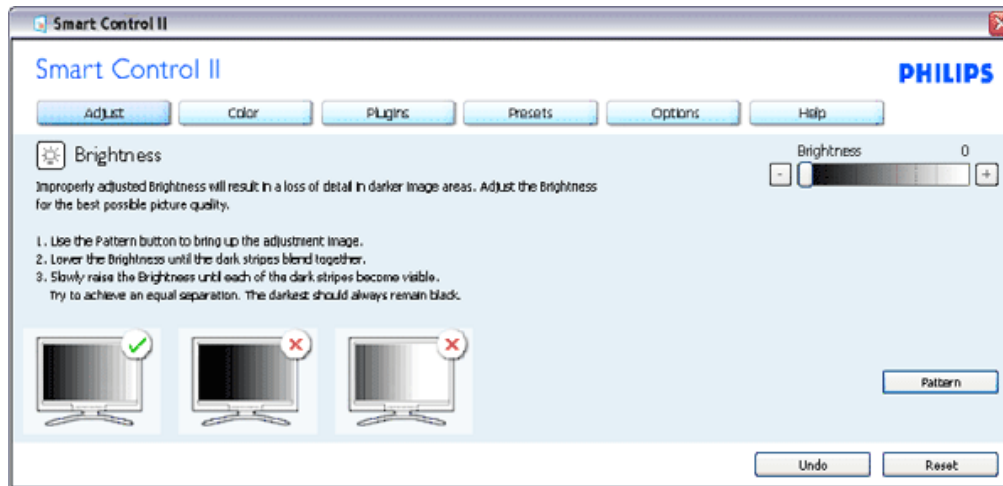 Smart Control II
Smart Control II
PHILIPS
Adjust Color Plugins Presets Options Help
Brightness
Brightness 0
Improperly adjusted Brightness will result in a loss of detail in darker image areas. Adjust the Brightness
for the best possible picture quality.
- +
1. Use the Pattern button to bring up the adjustment image.
2. Lower the Brightness until the dark stripes blend together.
3. Slowly raise the Brightness until each of the dark stripes become visible.
Try to achieve an equal separation. The darkest should always remain black.
Pattern
Undo Reset